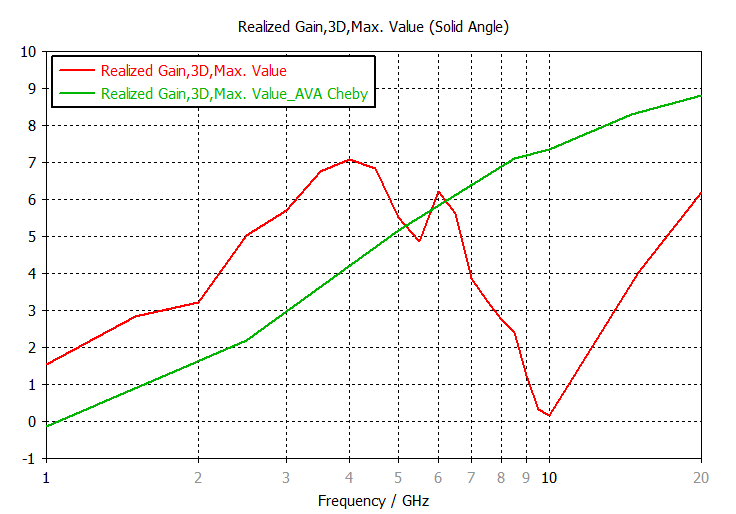 Realized Gain,3D,Max. Value (Solid Angle)
10
Realized Gain,3D,Max. Value
9
Realized Gain,3D,Max. Value_AVA Cheby
8
7
6
5
4
3
2
1
0
-1
1 2 3 4 5 6 7 8 9 10 20
Frequency / GHz